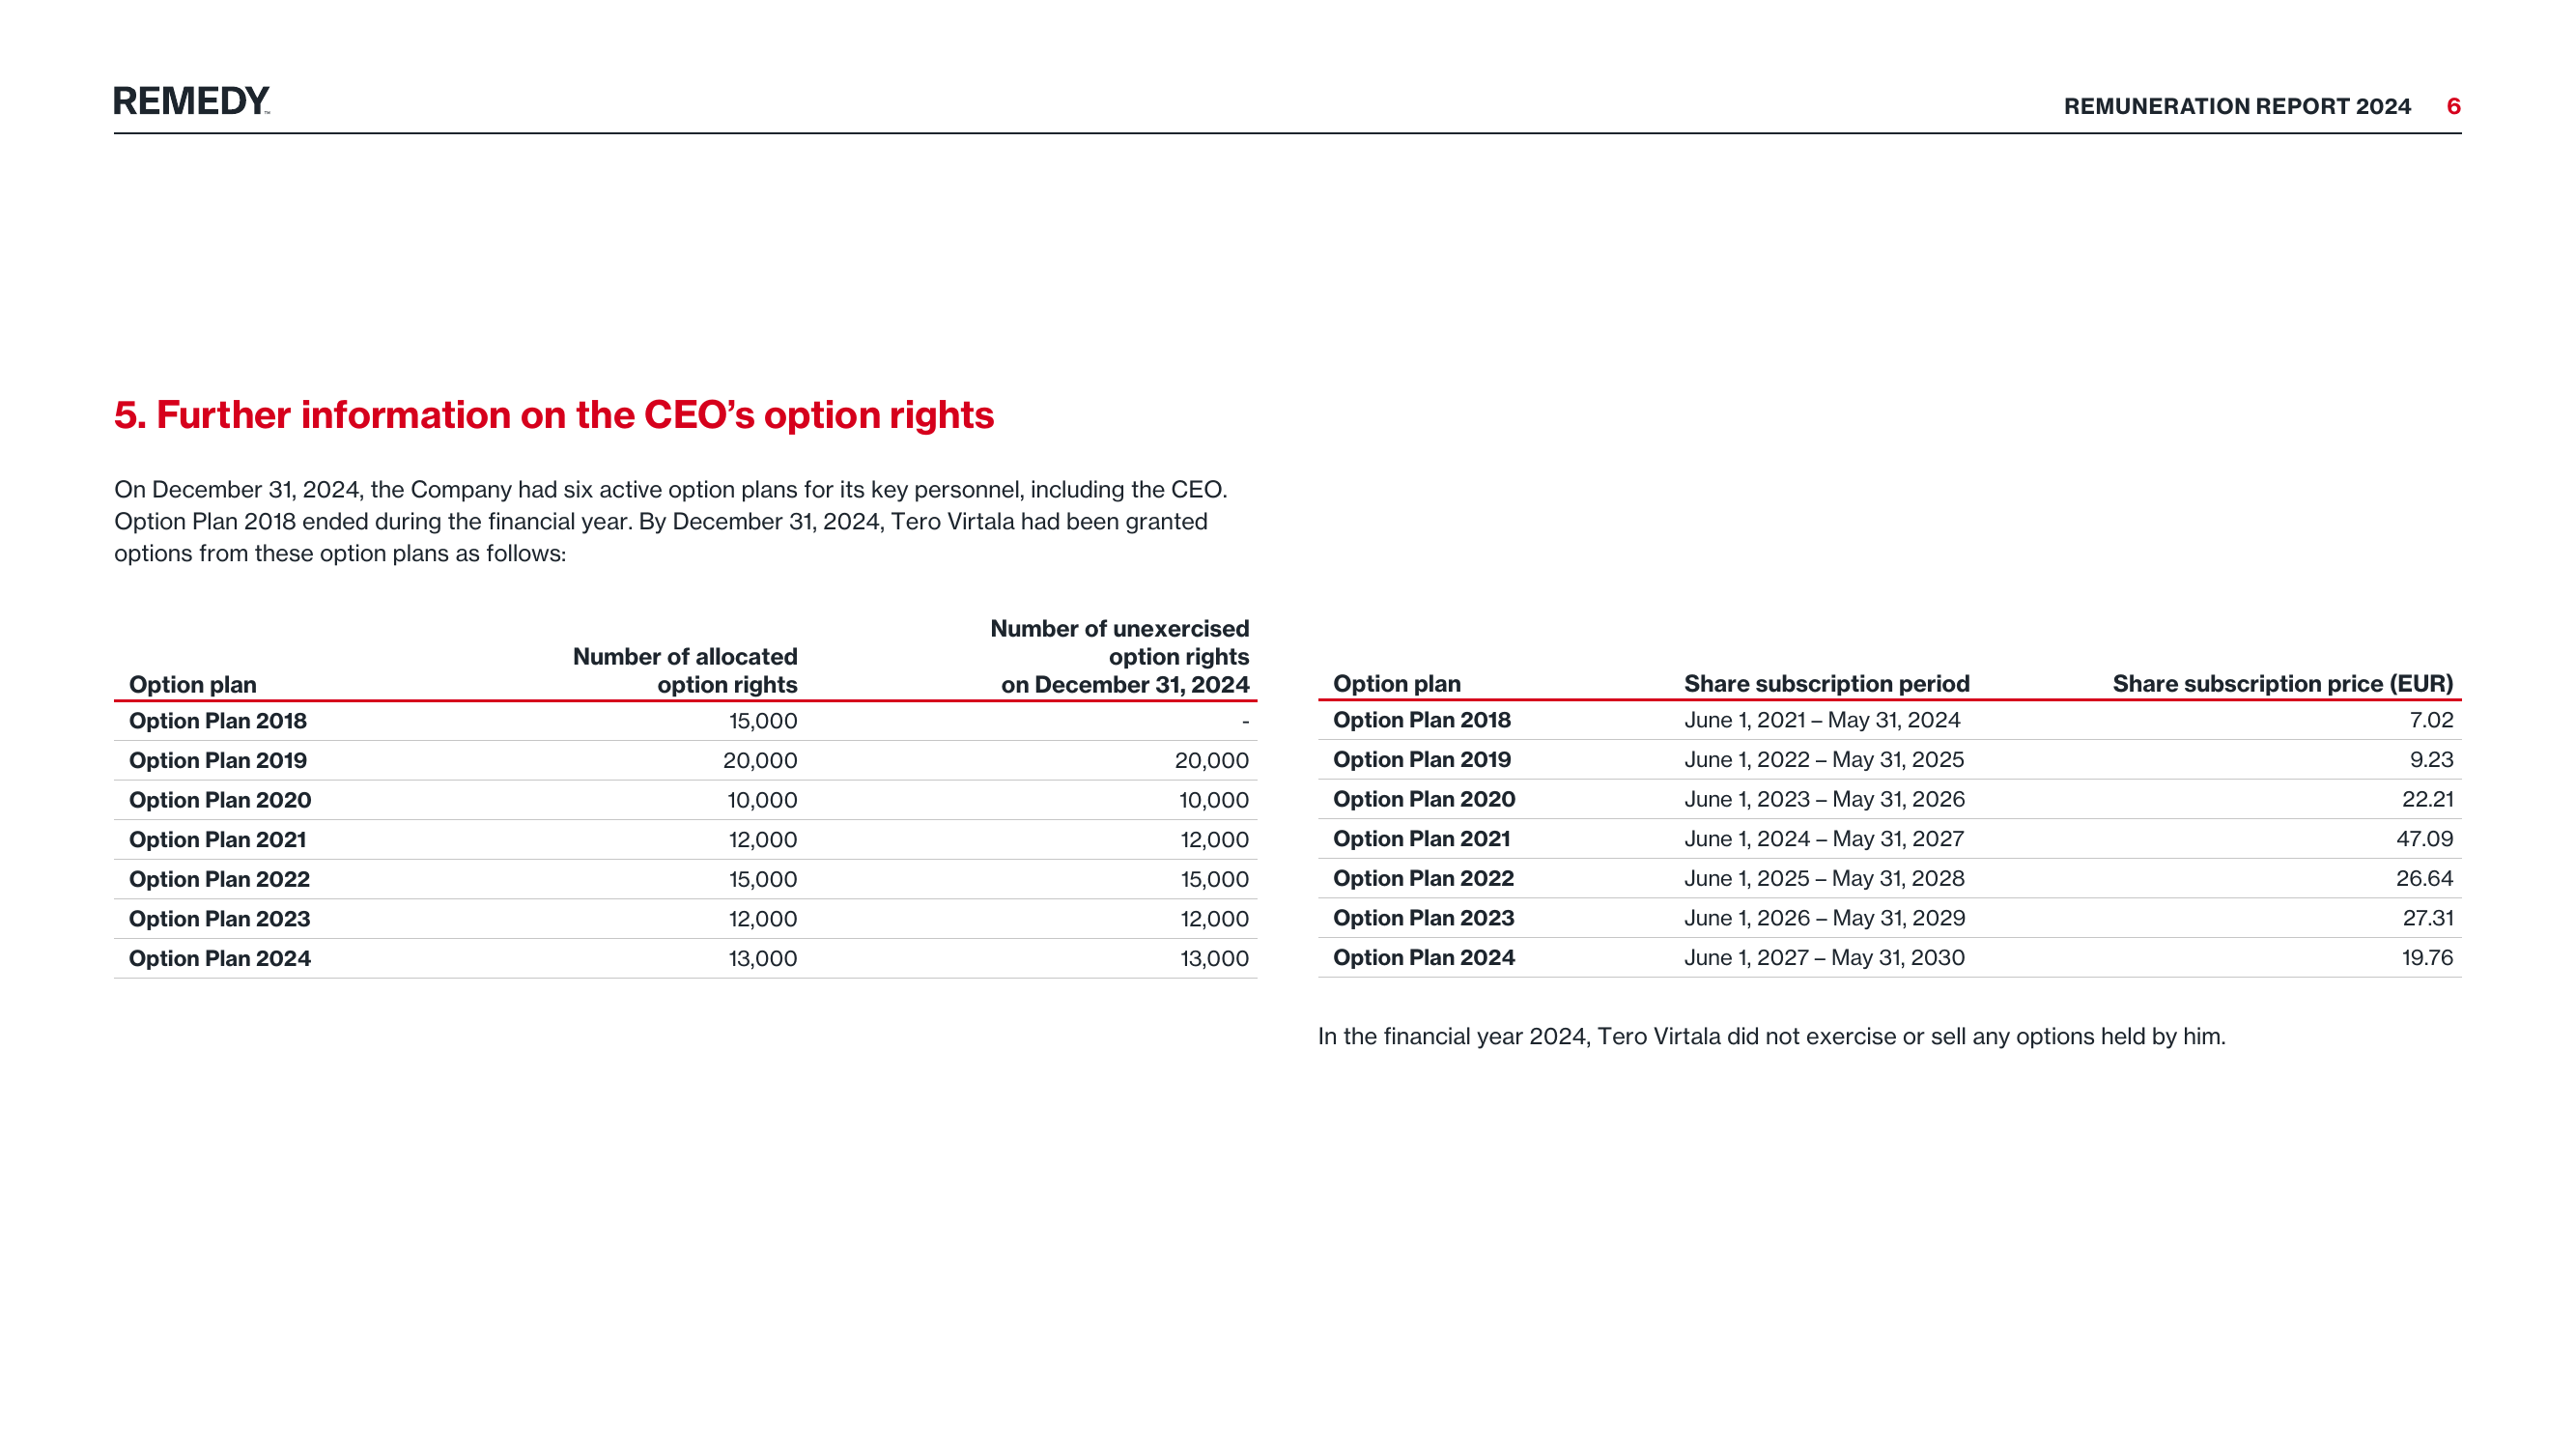 REMEDY™
REMUNERATION REPORT 2024 6
5. Further information on the CEO’s option rights
On December 31, 2024, the Company had six active option plans for its key personnel, including the CEO.
Option Plan 2018 ended during the financial year. By December 31, 2024, Tero Virtala had been granted
options from these option plans as follows:
Option plan | Number of allocated option rights | Number of unexercised option rights on December 31, 2024
Option Plan 2018 15,000 -
Option Plan 2019 20,000 20,000
Option Plan 2020 10,000 10,000
Option Plan 2021 12,000 12,000
Option Plan 2022 15,000 15,000
Option Plan 2023 12,000 12,000
Option Plan 2024 13,000 13,000
Option plan Share subscription period Share subscription price (EUR)
Option Plan 2018 June 1, 2021 – May 31, 2024 7.02
Option Plan 2019 June 1, 2022 – May 31, 2025 9.23
Option Plan 2020 June 1, 2023 – May 31, 2026 22.21
Option Plan 2021 June 1, 2024 – May 31, 2027 47.09
Option Plan 2022 June 1, 2025 – May 31, 2028 26.64
Option Plan 2023 June 1, 2026 – May 31, 2029 27.31
Option Plan 2024 June 1, 2027 – May 31, 2030 19.76
In the financial year 2024, Tero Virtala did not exercise or sell any options held by him.